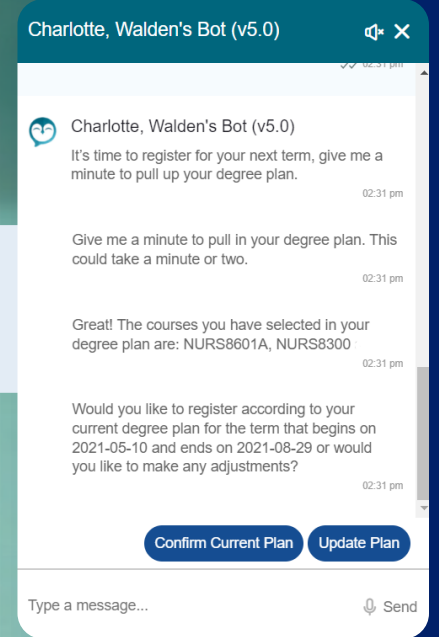 Charlotte, Walden's Bot (v5.0)
02:31 pm
Charlotte, Walden's Bot (v5.0)
It's time to register for your next term, give me a
minute to pull up your degree plan.
02:31 pm
Give me a minute to pull in your degree plan. This
could take a minute or two.
02:31 pm
Great! The courses you have selected in your
degree plan are: NURS8601A, NURS8300
02:31 pm
Would you like to register according to your
current degree plan for the term that begins on
2021-05-10 and ends on 2021-08-29 or would
you like to make any adjustments?
02:31 pm
Confirm Current Plan Update Plan
Type a message... Send